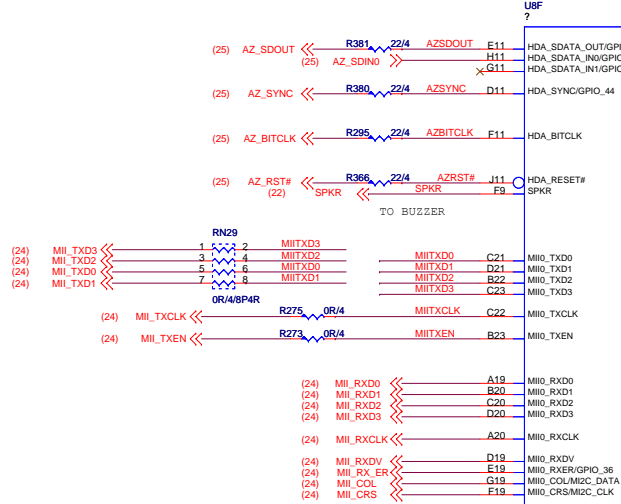 U8F
?
(25) AZ_SDOUT R381 22/4 AZSDOUT E11 HDA_SDATA_OUT/GPI
(25) AZ_SDIN0 H11 HDA_SDATA_IN0/GPIO
G11 HDA_SDATA_IN1/GPIO
(25) AZ_SYNC R380 22/4 AZSYNC D11 HDA_SYNC/GPIO_44
(25) AZ_BITCLK R295 22/4 AZBITCLK F11 HDA_BITCLK
(25) AZ_RST# R366 22/4 AZRST# J11 HDA_RESET#
(22) SPKR SPKR F9 SPKR
TO BUZZER
RN29
(24) MII_TXD3 1 2 MIITXD3
(24) MII_TXD2 3 4 MIITXD2 MIITXD0 C21 MII0_TXD0
(24) MII_TXD0 5 6 MIITXD0 MIITXD1 D21 MII0_TXD1
(24) MII_TXD1 7 8 MIITXD1 MIITXD2 B22 MII0_TXD2
MIITXD3 C23 MII0_TXD3
0R/4/8P4R
(24) MII_TXCLK R275 0R/4 MIITXCLK C22 MII0_TXCLK
(24) MII_TXEN R273 0R/4 MIITXEN B23 MII0_TXEN
(24) MII_RXD0 A19 MII0_RXD0
(24) MII_RXD1 B20 MII0_RXD1
(24) MII_RXD2 C20 MII0_RXD2
(24) MII_RXD3 D20 MII0_RXD3
(24) MII_RXCLK A20 MII0_RXCLK
(24) MII_RXDV D19 MII0_RXDV
(24) MII_RX_ER E19 MII0_RXER/GPIO_36
(24) MII_COL G19 MII0_COL/MI2C_DATA
(24) MII_CRS F19 MII0_CRS/MI2C_CLK